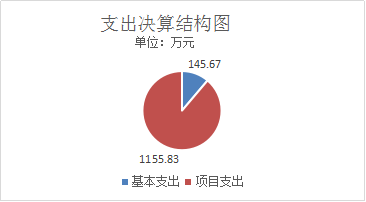 支出决算结构图
单位：万元
145.67
1155.83
基本支出 项目支出